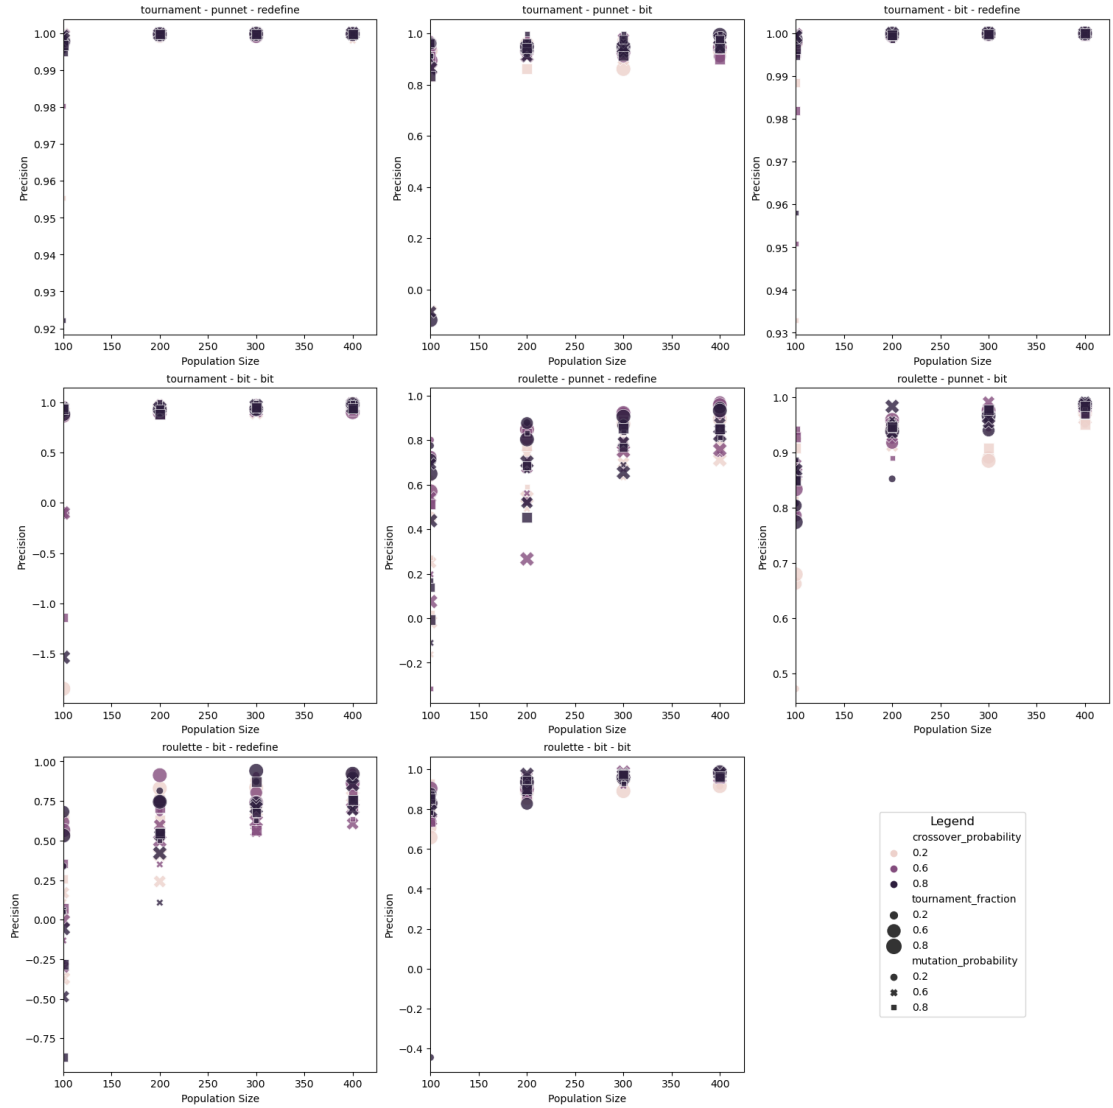 tournament - punnet - redefine
1.00
0.99
0.98
0.97
0.96
0.95
0.94
0.93
0.92
Precision
100 150 200 250 300 350 400
Population Size
tournament - punnet - bit
1.0
0.8
0.6
0.4
0.2
0.0
Precision
100 150 200 250 300 350 400
Population Size
tournament - bit - redefine
1.00
0.99
0.98
0.97
0.96
0.95
0.94
0.93
Precision
100 150 200 250 300 350 400
Population Size
tournament - bit - bit
1.0
0.5
0.0
−0.5
−1.0
−1.5
Precision
100 150 200 250 300 350 400
Population Size
roulette - punnet - redefine
1.0
0.8
0.6
0.4
0.2
0.0
−0.2
Precision
100 150 200 250 300 350 400
Population Size
roulette - punnet - bit
1.0
0.9
0.8
0.7
0.6
0.5
Precision
100 150 200 250 300 350 400
Population Size
roulette - bit - redefine
1.00
0.75
0.50
0.25
0.00
−0.25
−0.50
−0.75
Precision
100 150 200 250 300 350 400
Population Size
roulette - bit - bit
1.0
0.8
0.6
0.4
0.2
0.0
−0.2
−0.4
Precision
100 150 200 250 300 350 400
Population Size
Legend
crossover_probability
0.2
0.6
0.8
tournament_fraction
0.2
0.6
0.8
mutation_probability
0.2
0.6
0.8